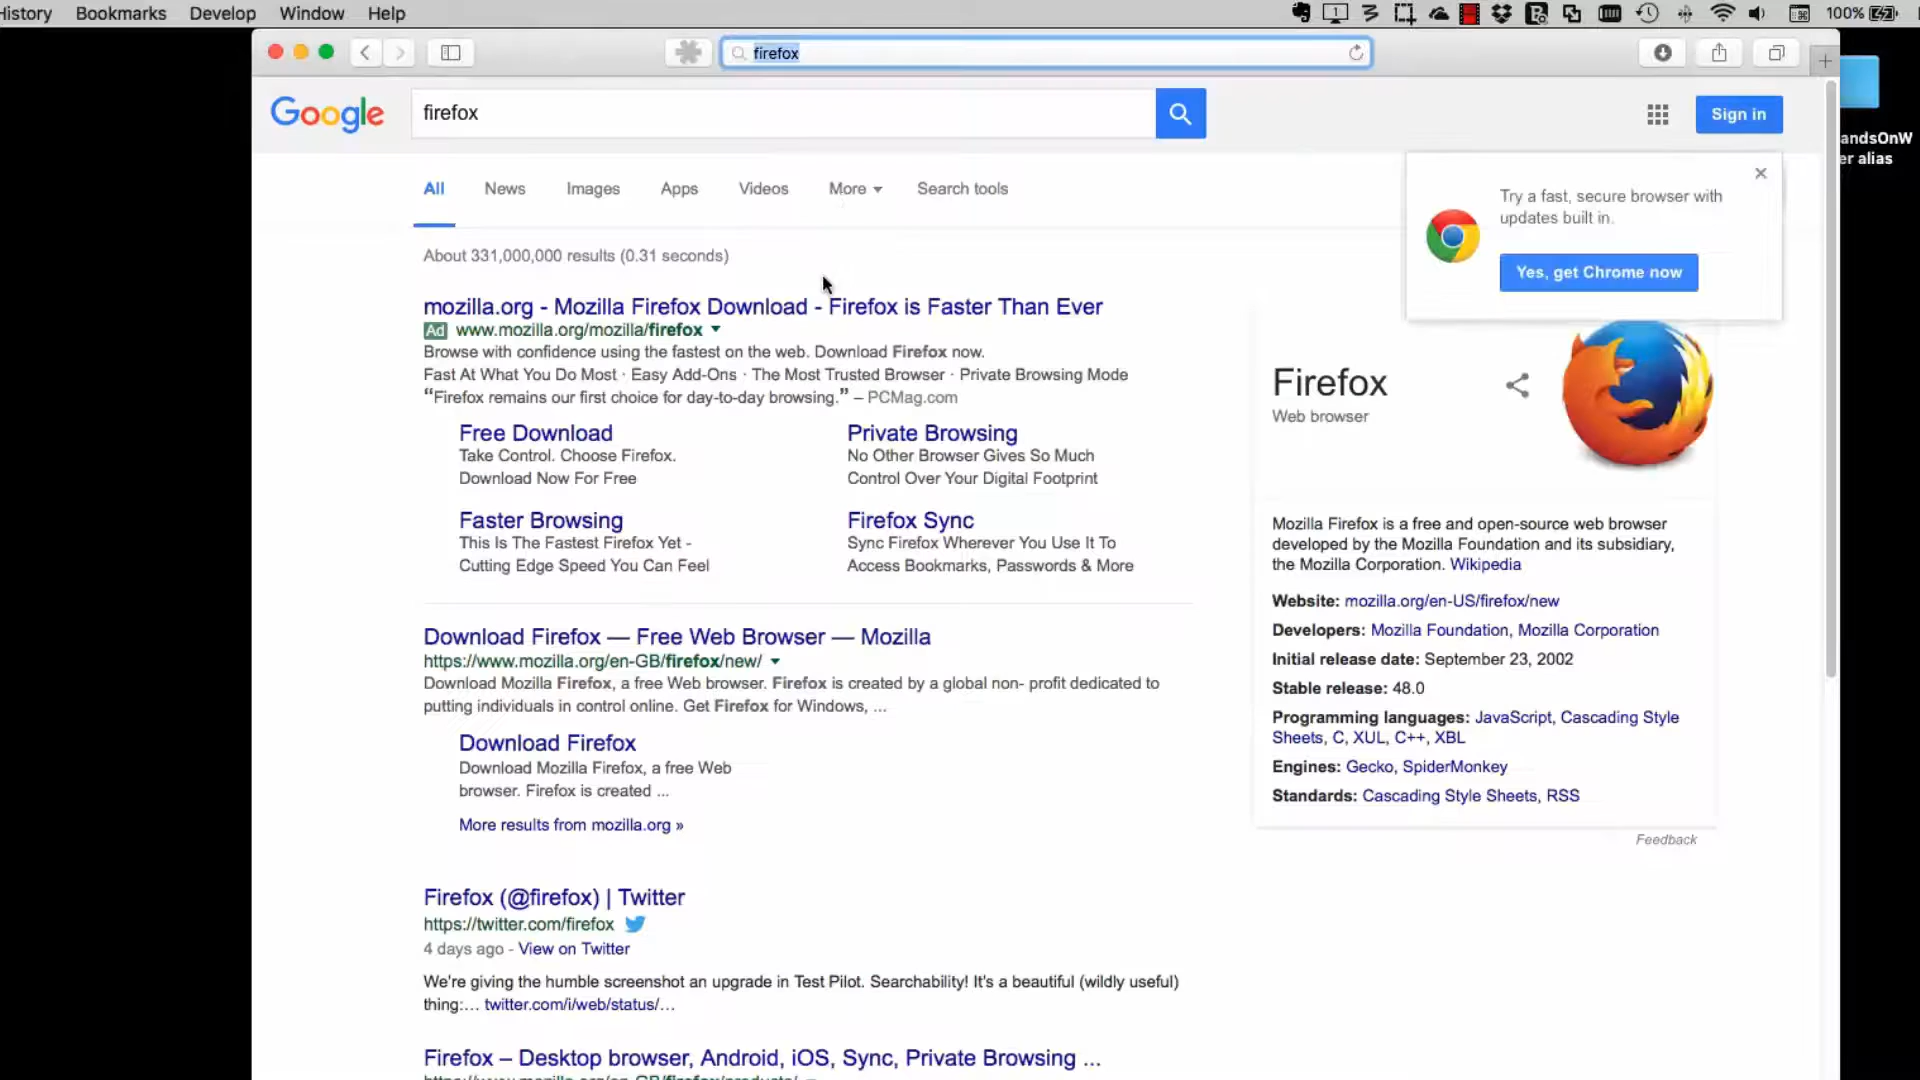 History Bookmarks Develop Window Help
100%
firefox
Google
firefox
Sign in
andsOnW
er alias
All News Images Apps Videos More Search tools
Try a fast, secure browser with
updates built in.
Yes, get Chrome now
About 331,000,000 results (0.31 seconds)
mozilla.org - Mozilla Firefox Download - Firefox is Faster Than Ever
Ad www.mozilla.org/mozilla/firefox
Browse with confidence using the fastest on the web. Download Firefox now.
Fast At What You Do Most · Easy Add-Ons · The Most Trusted Browser · Private Browsing Mode
“Firefox remains our first choice for day-to-day browsing.” – PCMag.com
Free Download
Take Control. Choose Firefox.
Download Now For Free
Private Browsing
No Other Browser Gives So Much
Control Over Your Digital Footprint
Faster Browsing
This Is The Fastest Firefox Yet -
Cutting Edge Speed You Can Feel
Firefox Sync
Sync Firefox Wherever You Use It To
Access Bookmarks, Passwords & More
Download Firefox — Free Web Browser — Mozilla
https://www.mozilla.org/en-GB/firefox/new/
Download Mozilla Firefox, a free Web browser. Firefox is created by a global non- profit dedicated to
putting individuals in control online. Get Firefox for Windows, ...
Download Firefox
Download Mozilla Firefox, a free Web
browser. Firefox is created ...
More results from mozilla.org »
Firefox (@firefox) | Twitter
https://twitter.com/firefox
4 days ago - View on Twitter
We're giving the humble screenshot an upgrade in Test Pilot. Searchability! It's a beautiful (wildly useful)
thing:… twitter.com/i/web/status/…
Firefox – Desktop browser, Android, iOS, Sync, Private Browsing ...
https://www.mozilla.org/en-GB/firefox/products/
Firefox
Web browser
Mozilla Firefox is a free and open-source web browser
developed by the Mozilla Foundation and its subsidiary,
the Mozilla Corporation. Wikipedia
Website: mozilla.org/en-US/firefox/new
Developers: Mozilla Foundation, Mozilla Corporation
Initial release date: September 23, 2002
Stable release: 48.0
Programming languages: JavaScript, Cascading Style
Sheets, C, XUL, C++, XBL
Engines: Gecko, SpiderMonkey
Standards: Cascading Style Sheets, RSS
Feedback